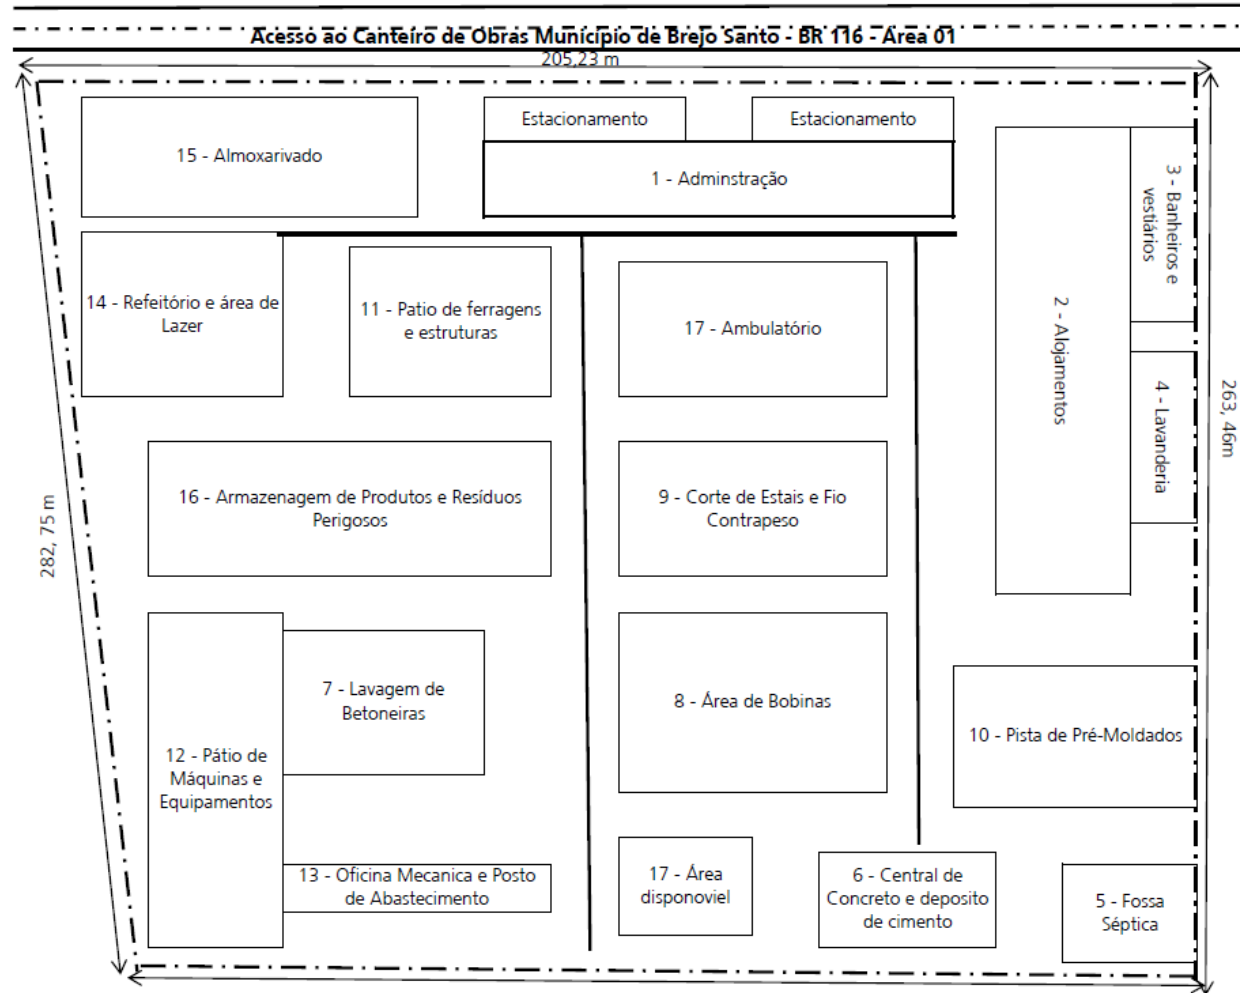 Acesso ao Canteiro de Obras Município de Brejo Santo - BR 116 - Área 01
205,23 m
Estacionamento
Estacionamento
15 - Almoxarivado
1 - Adminstração
3 - Banheiros e
vestiários
14 - Refeitório e área de
Lazer
11 - Patio de ferragens
e estruturas
17 - Ambulatório
2 - Alojamentos
4 - Lavanderia
263, 46m
16 - Armazenagem de Produtos e Resíduos
Perigosos
9 - Corte de Estais e Fio
Contrapeso
282, 75 m
7 - Lavagem de
Betoneiras
8 - Área de Bobinas
10 - Pista de Pré-Moldados
12 - Pátio de
Máquinas e
Equipamentos
13 - Oficina Mecanica e Posto
de Abastecimento
17 - Área
disponoviel
6 - Central de
Concreto e deposito
de cimento
5 - Fossa
Séptica